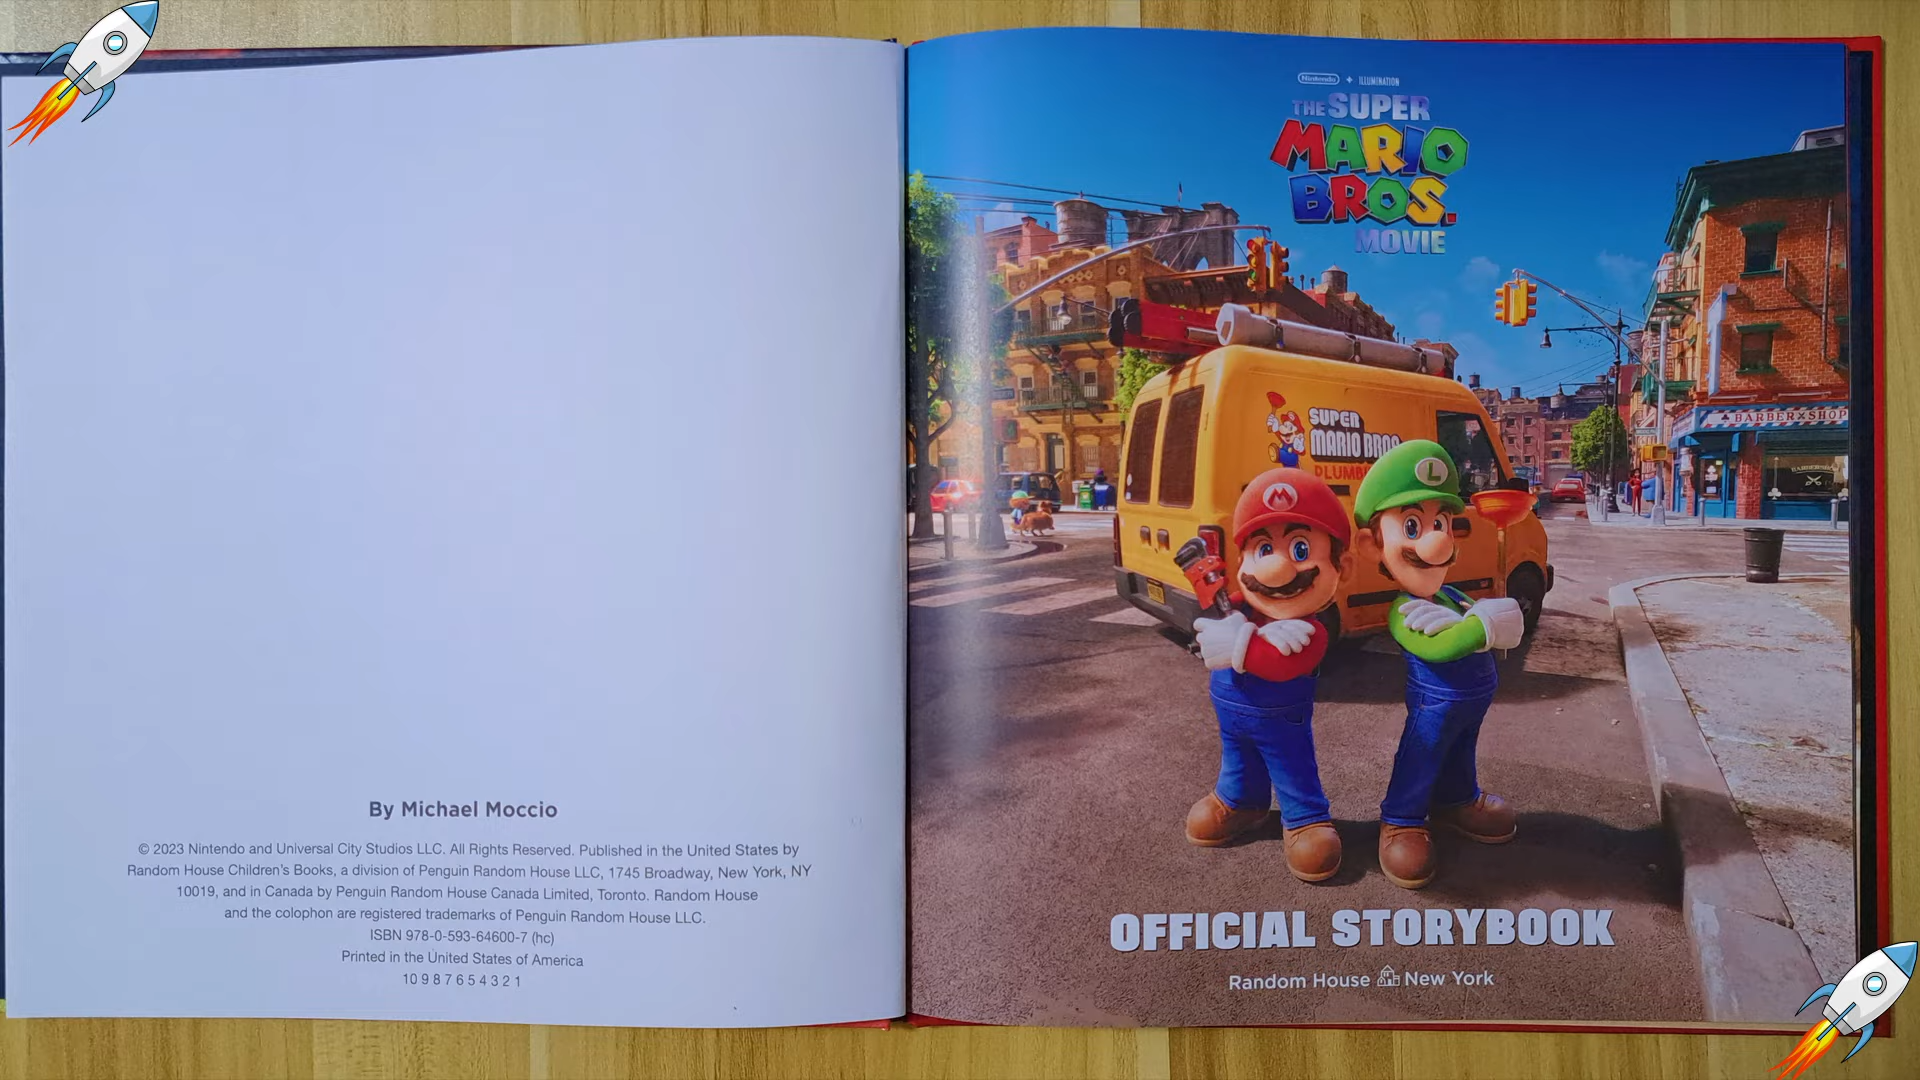 By Michael Moccio
© 2023 Nintendo and Universal City Studios LLC. All Rights Reserved. Published in the United States by
Random House Children's Books, a division of Penguin Random House LLC, 1745 Broadway, New York, NY
10019, and in Canada by Penguin Random House Canada Limited, Toronto. Random House
and the colophon are registered trademarks of Penguin Random House LLC.
ISBN 978-0-593-64600-7 (hc)
Printed in the United States of America
10 9 8 7 6 5 4 3 2 1
Nintendo + ILLUMINATION
THE SUPER
MARIO
BROS.
MOVIE
SUPER
MARIO BROS
PLUMBI
BARBER SHOP
M
L
OFFICIAL STORYBOOK
Random House New York